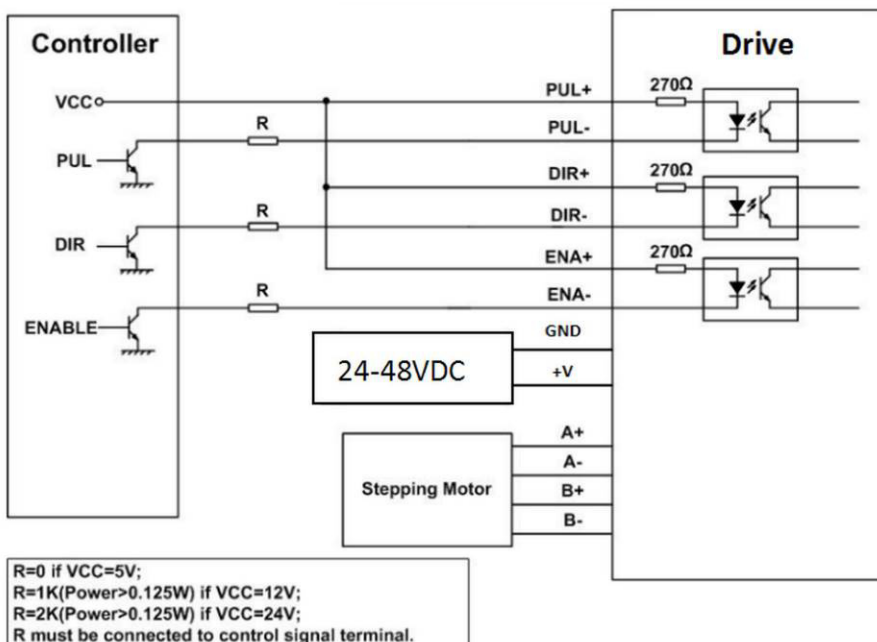 Controller
Drive
VCC
PUL+
270Ω
R
PUL-
PUL
DIR+
270Ω
R
DIR-
DIR
ENA+
270Ω
R
ENA-
ENABLE
GND
24-48VDC
+V
A+
A-
Stepping Motor
B+
B-
R=0 if VCC=5V;
R=1K(Power>0.125W) if VCC=12V;
R=2K(Power>0.125W) if VCC=24V;
R must be connected to control signal terminal.